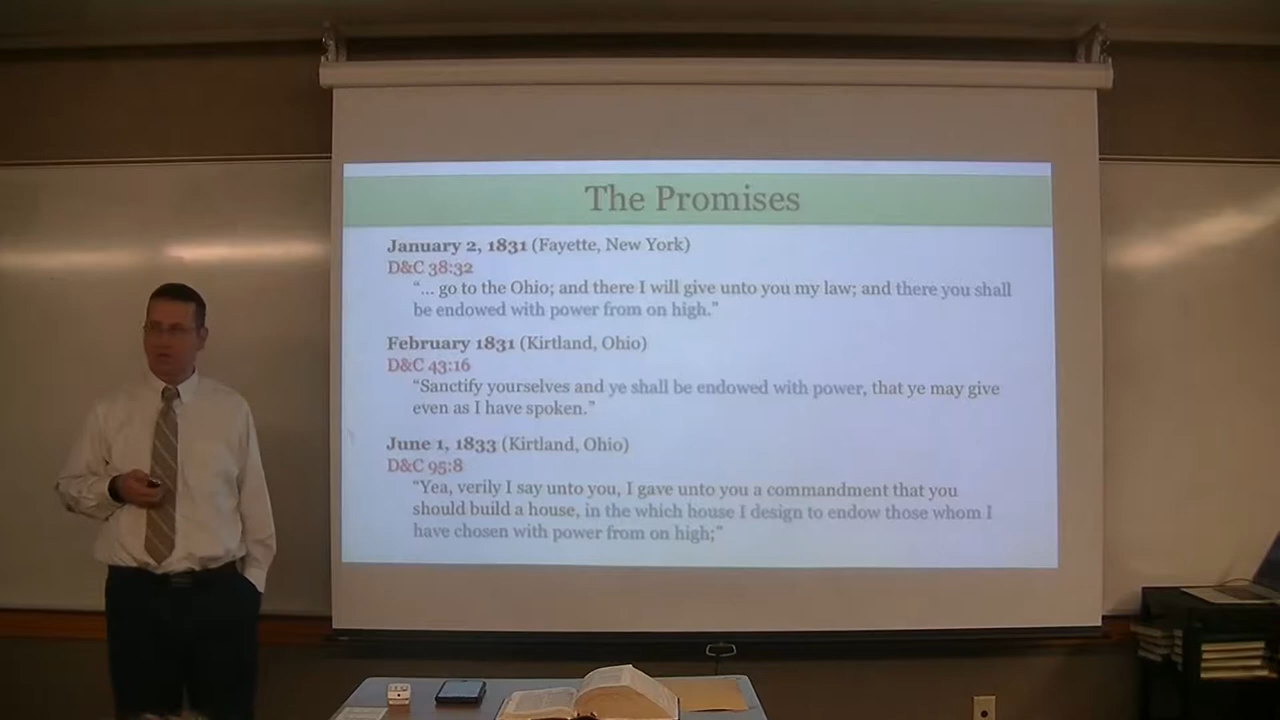 The Promises
January 2, 1831 (Fayette, New York)
D&C 38:32
“... go to the Ohio; and there I will give unto you my law; and there you shall
be endowed with power from on high.”
February 1831 (Kirtland, Ohio)
D&C 43:16
“Sanctify yourselves and ye shall be endowed with power, that ye may give
even as I have spoken.”
June 1, 1833 (Kirtland, Ohio)
D&C 95:8
“Yea, verily I say unto you, I gave unto you a commandment that you
should build a house, in the which house I design to endow those whom I
have chosen with power from on high;”